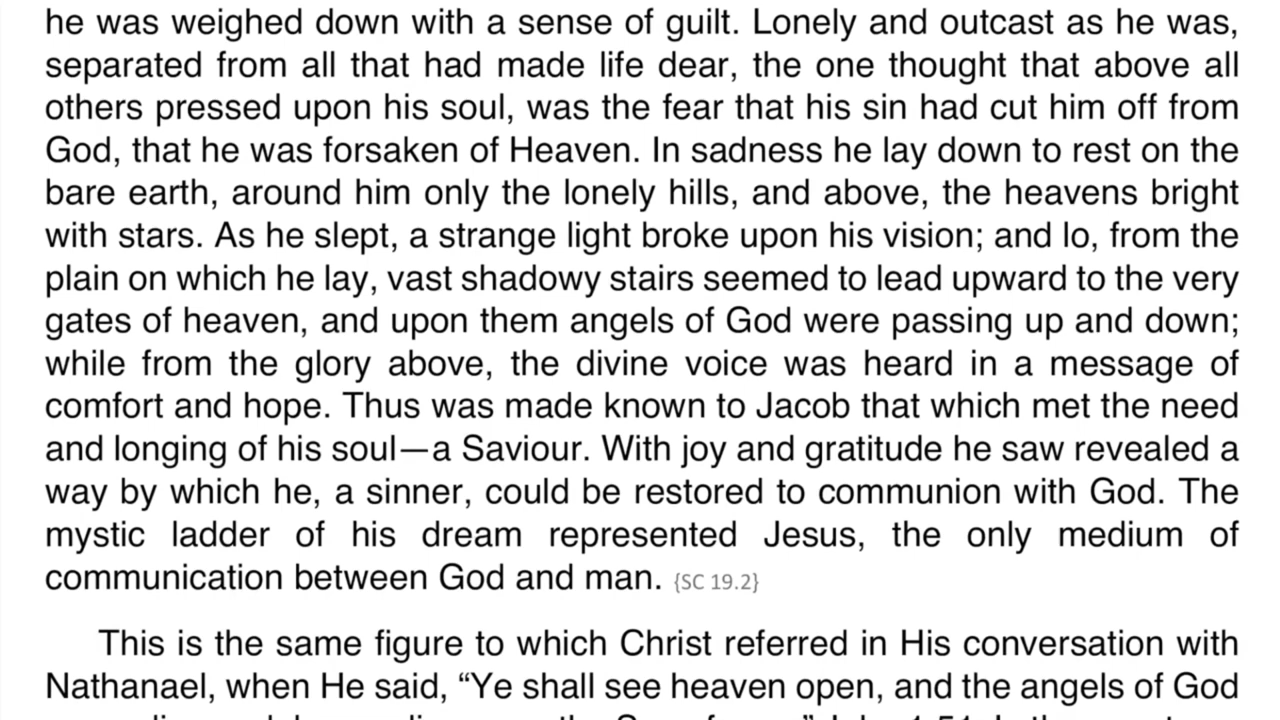 he was weighed down with a sense of guilt. Lonely and outcast as he was,
separated from all that had made life dear, the one thought that above all
others pressed upon his soul, was the fear that his sin had cut him off from
God, that he was forsaken of Heaven. In sadness he lay down to rest on the
bare earth, around him only the lonely hills, and above, the heavens bright
with stars. As he slept, a strange light broke upon his vision; and lo, from the
plain on which he lay, vast shadowy stairs seemed to lead upward to the very
gates of heaven, and upon them angels of God were passing up and down;
while from the glory above, the divine voice was heard in a message of
comfort and hope. Thus was made known to Jacob that which met the need
and longing of his soul—a Saviour. With joy and gratitude he saw revealed a
way by which he, a sinner, could be restored to communion with God. The
mystic ladder of his dream represented Jesus, the only medium of
communication between God and man. {SC 19.2}
This is the same figure to which Christ referred in His conversation with
Nathanael, when He said, “Ye shall see heaven open, and the angels of God